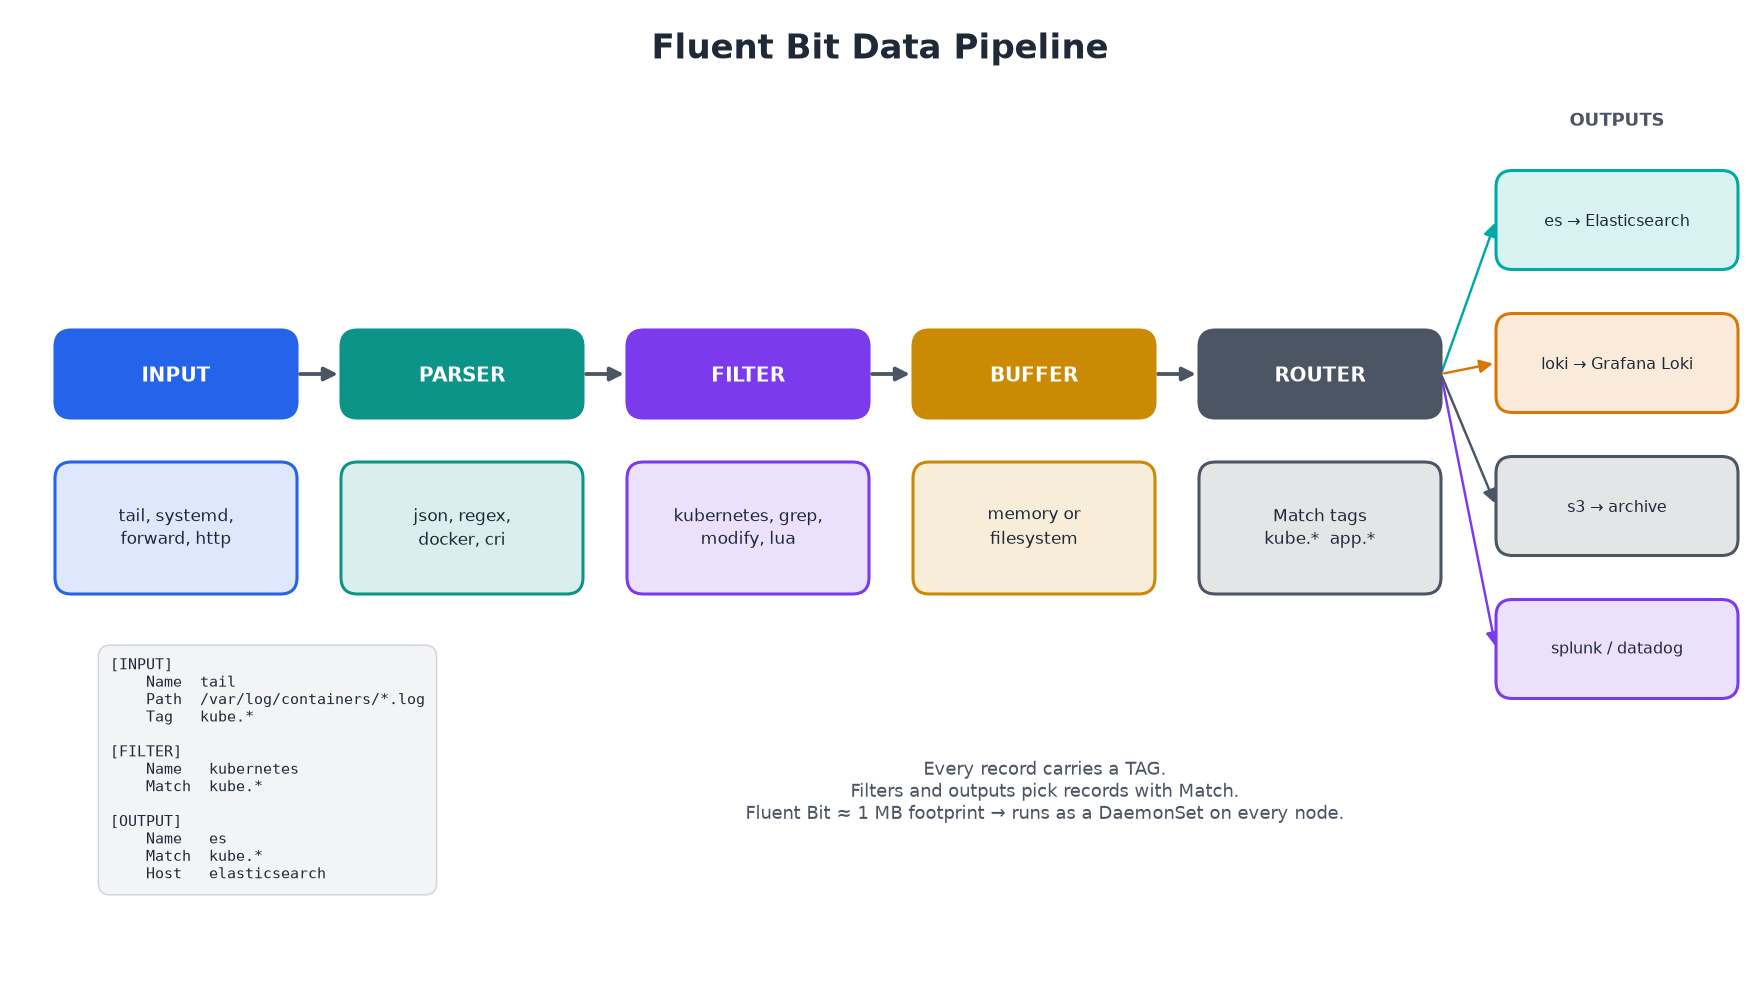 Fluent Bit Data Pipeline
OUTPUTS
es → Elasticsearch
loki → Grafana Loki
s3 → archive
splunk / datadog
INPUT
PARSER
FILTER
BUFFER
ROUTER
tail, systemd,
forward, http
json, regex,
docker, cri
kubernetes, grep,
modify, lua
memory or
filesystem
Match tags
kube.*  app.*
[INPUT]
    Name  tail
    Path  /var/log/containers/*.log
    Tag   kube.*
[FILTER]
    Name   kubernetes
    Match  kube.*
[OUTPUT]
    Name   es
    Match  kube.*
    Host   elasticsearch
Every record carries a TAG.
Filters and outputs pick records with Match.
Fluent Bit ≈ 1 MB footprint → runs as a DaemonSet on every node.